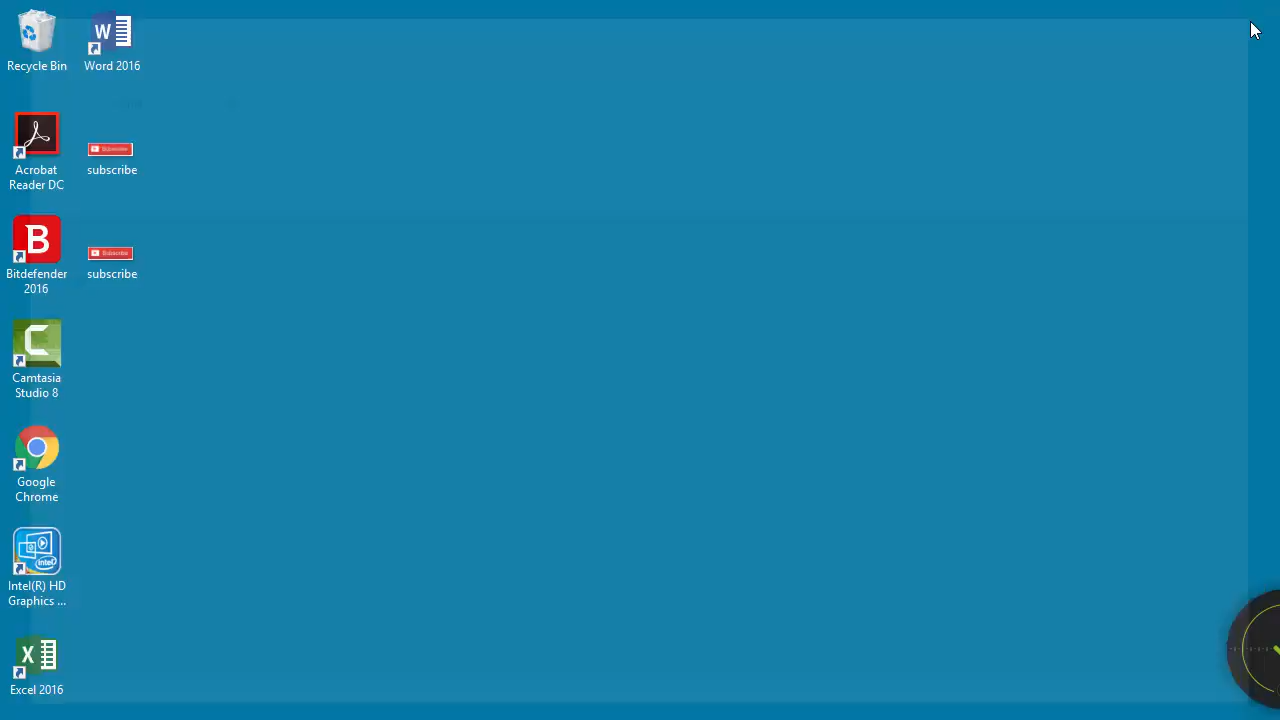 Recycle Bin
Word 2016
Acrobat
Reader DC
subscribe
Bitdefender
2016
subscribe
Camtasia
Studio 8
Google
Chrome
Intel(R) HD
Graphics ...
Excel 2016